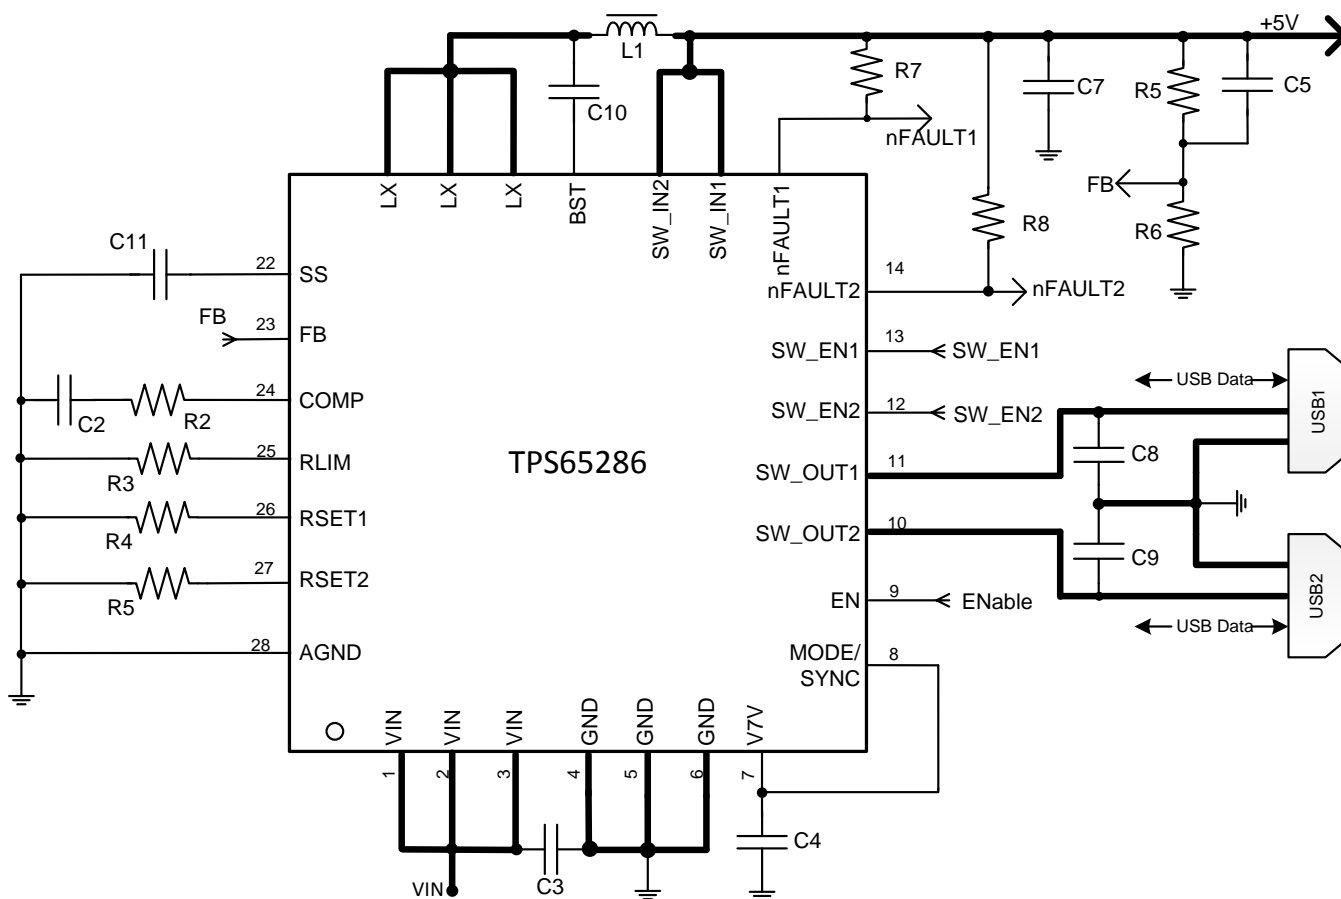 +5V
L1
R7
C7
R5
C5
C10
nFAULT1
FB
LX
LX
LX
BST
SW_IN2
SW_IN1
nFAULT1
R8
R6
C11
22
SS
14
nFAULT2
nFAULT2
FB
23
FB
13
SW_EN1
SW_EN1
USB Data
USB1
24
COMP
C2
R2
12
SW_EN2
SW_EN2
TPS65286
25
RLIM
R3
11
SW_OUT1
C8
26
RSET1
R4
10
SW_OUT2
C9
27
RSET2
R5
9
EN
ENable
USB2
USB Data
28
AGND
8
MODE/
SYNC
VIN
VIN
VIN
GND
GND
GND
V7V
1
2
3
4
5
6
7
C4
VIN
C3